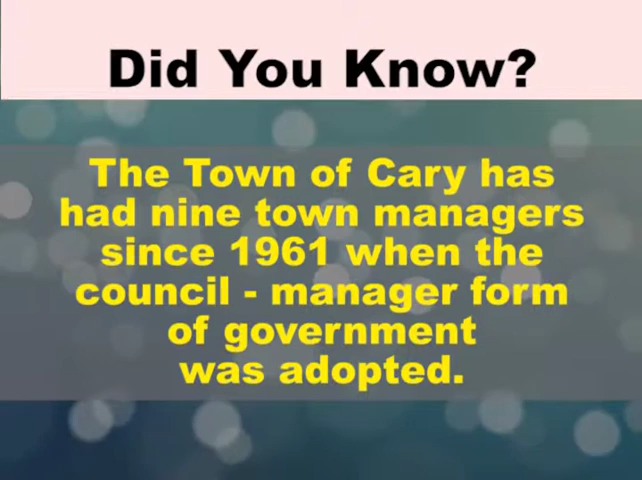 Did You Know?
The Town of Cary has
had nine town managers
since 1961 when the
council - manager form
of government
was adopted.